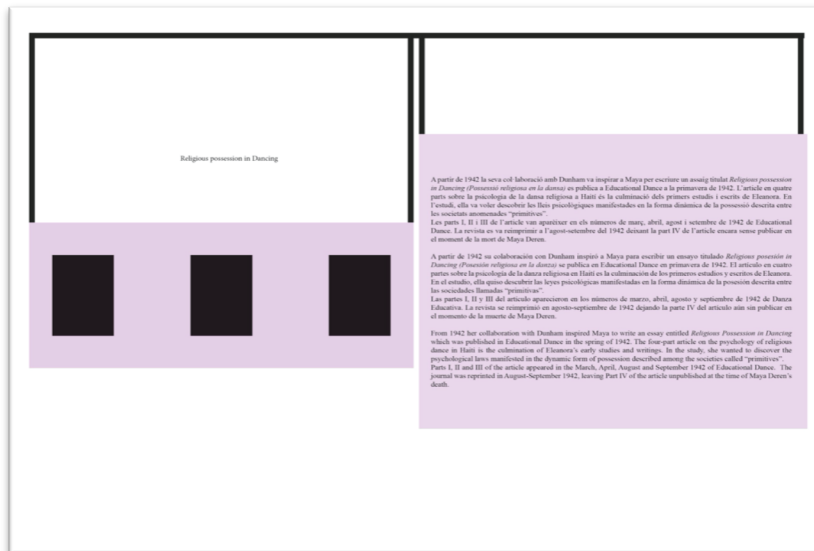 Religious possession in Dancing
A partir de 1942 la seva col·laboració amb Dunham va inspirar a Maya per escriure un assaig titulat Religious possession
in Dancing (Possesió religiosa en la dansa) es publica a Educational Dance a la primavera de 1942. L'article en quatre
parts sobre la psicologia de la dansa religiosa a Haití és la culminació dels primers estudis i escrits de Eleanora. En
l'estudi, ella va voler descobrir les lleis psicològiques manifestades en la forma dinàmica de la possessió descrita entre
les societats anomenades "primitives".
Les parts I, II i III de l'article van aparèixer en els números de març, abril, agost i setembre de 1942 de Educational
Dance. La revista es va reimprimir a l'agost-setembre del 1942 deixant la part IV de l'article encara sense publicar en
el moment de la mort de Maya Deren.
A partir de 1942 su colaboración con Dunham inspiró a Maya para escribir un ensayo titulado Religious possesión in
Dancing (Posesión religiosa en la danza) se publica en Educational Dance en primavera de 1942. El artículo en cuatro
partes sobre la psicología de la danza religiosa en Haití es la culminación de los primeros estudios y escritos de Eleanora.
En el estudio, ella quiso descubrir las leyes psicológicas manifestadas en la forma dinámica de la posesión descrita entre
las sociedades llamadas "primitivas".
Las partes I, II y III del artículo aparecieron en los números de marzo, abril, agosto y septiembre de 1942 de Danza
Educativa. La revista se reimprimió en agosto-septiembre de 1942 dejando la parte IV del artículo aún sin publicar en
el momento de la muerte de Maya Deren.
From 1942 her collaboration with Dunham inspired Maya to write an essay entitled Religious Possession in Dancing
which was published in Educational Dance in the spring of 1942. The four-part article on the psychology of religious
dance in Haiti is the culmination of Eleanora's early studies and writings. In the study, she wanted to discover the
psychological laws manifested in the dynamic form of possession described among the societies called "primitives".
Parts I, II and III of the article appeared in the March, April, August and September 1942 of Educational Dance. The
journal was reprinted in August-September 1942, leaving Part IV of the article unpublished at the time of Maya Deren's
death.